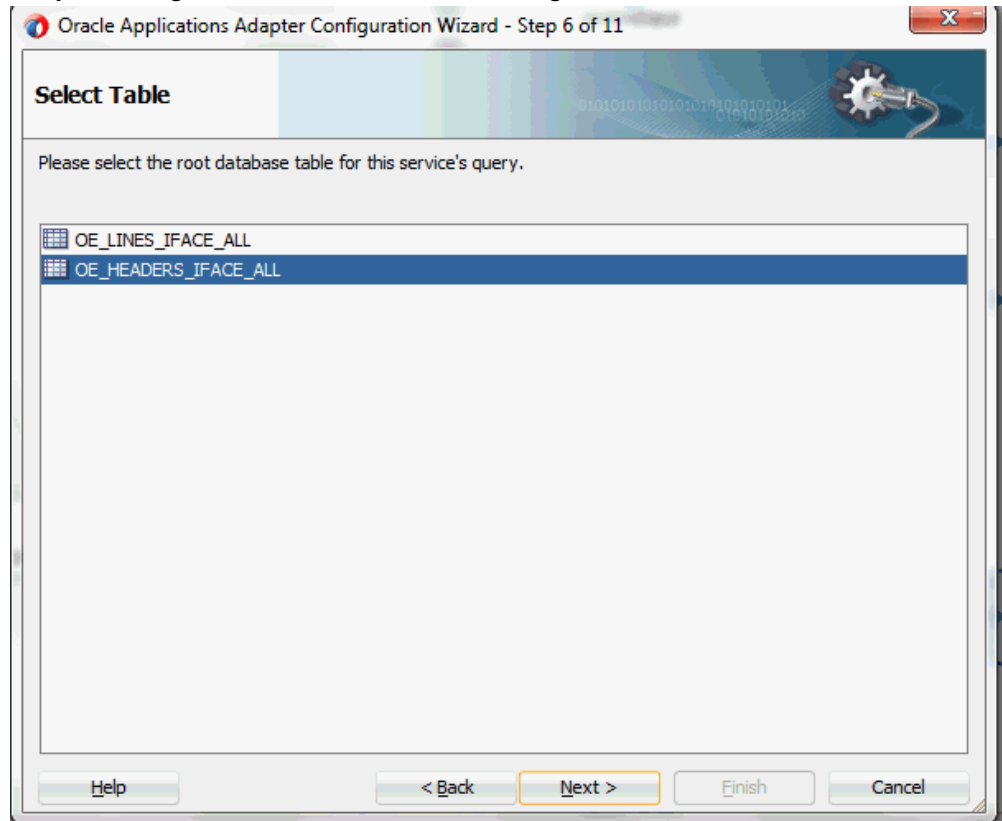 Oracle Applications Adapter Configuration Wizard - Step 6 of 11
Select Table
Please select the root database table for this service's query.
OE_LINES_IFACE_ALL
OE_HEADERS_IFACE_ALL
Help
< Back
Next >
Finish
Cancel